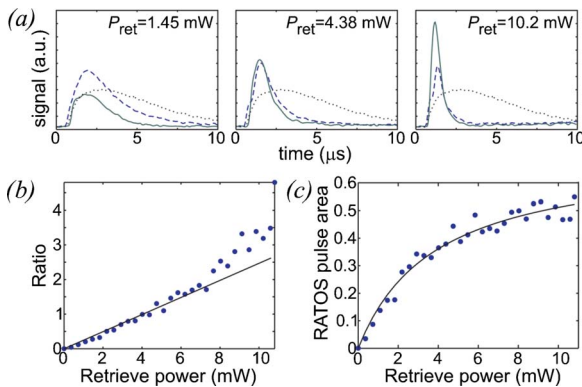 (a)
P_ret=1.45 mW
P_ret=4.38 mW
P_ret=10.2 mW
signal (a.u.)
0 5 10 0 5 10 0 5 10
time (μs)
(b)
Ratio
4
3
2
1
0
0 2 4 6 8 10
Retrieve power (mW)
(c)
RATOS pulse area
0.6
0.5
0.4
0.3
0.2
0.1
0
0 2 4 6 8 10
Retrieve power (mW)